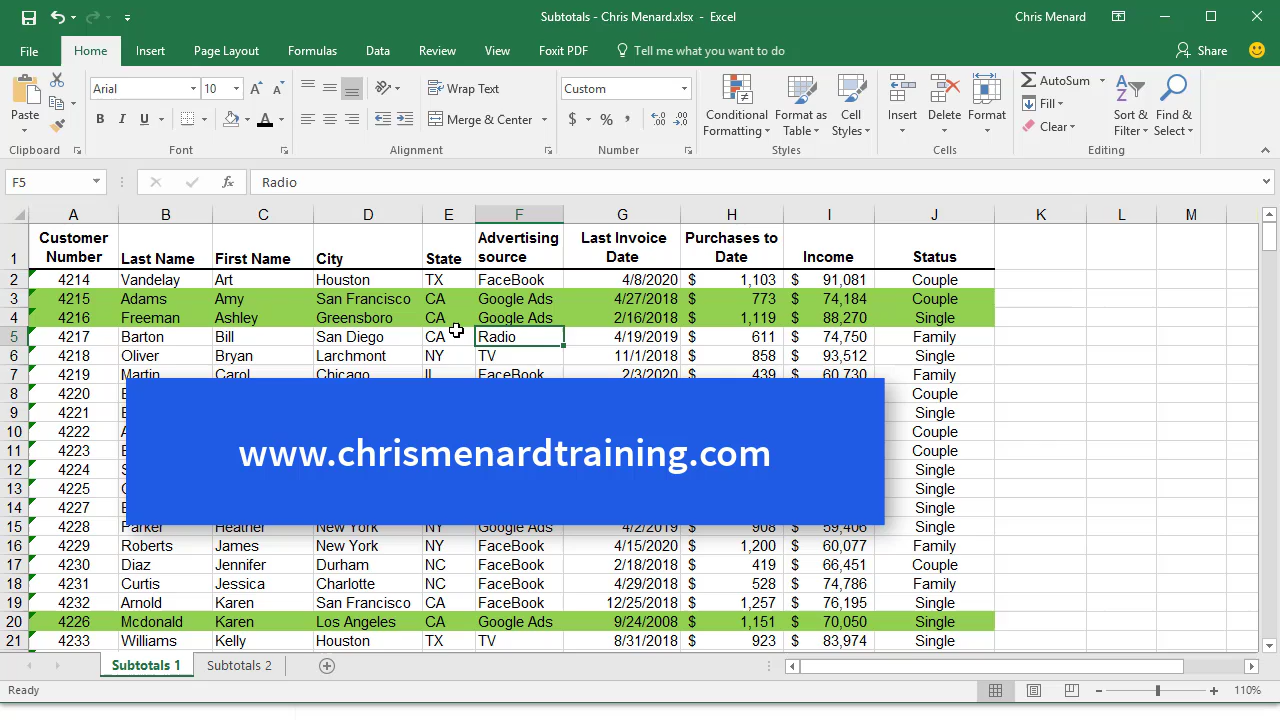 Subtotals - Chris Menard.xlsx - Excel
Chris Menard
File Home Insert Page Layout Formulas Data Review View Foxit PDF Tell me what you want to do Share
Paste
Arial 10
Wrap Text
Custom
Conditional Formatting
Format as Table
Cell Styles
Insert
Delete
Format
AutoSum
Fill
Clear
Sort & Filter
Find & Select
B I U A
Merge & Center
$ % ,
Clipboard Font Alignment Number Styles Cells Editing
F5 fx Radio
A B C D E F G H I J K L M
1 Customer Number Last Name First Name City State Advertising source Last Invoice Date Purchases to Date Income Status
2 4214 Vandelay Art Houston TX FaceBook 4/8/2020 $ 1,103 $ 91,081 Couple
3 4215 Adams Amy San Francisco CA Google Ads 4/27/2018 $ 773 $ 74,184 Couple
4 4216 Freeman Ashley Greensboro CA Google Ads 2/16/2018 $ 1,119 $ 88,270 Single
5 4217 Barton Bill San Diego CA Radio 4/19/2019 $ 611 $ 74,750 Family
6 4218 Oliver Bryan Larchmont NY TV 11/1/2018 $ 858 $ 93,512 Single
7 4219 Martin Carol Chicago IL FaceBook 2/3/2020 $ 439 $ 60,730 Family
8 4220 Couple
9 4221 Single
10 4222 Couple
11 4223 Couple
www.chrismenardtraining.com
12 4224 Single
13 4225 Single
14 4227 Single
15 4228 Parker Heather New York NY Google Ads 4/2/2019 $ 908 $ 59,406 Single
16 4229 Roberts James New York NY FaceBook 4/15/2020 $ 1,200 $ 60,077 Family
17 4230 Diaz Jennifer Durham NC FaceBook 2/18/2018 $ 419 $ 66,451 Couple
18 4231 Curtis Jessica Charlotte NC FaceBook 4/29/2018 $ 528 $ 74,786 Family
19 4232 Arnold Karen San Francisco CA FaceBook 12/25/2018 $ 1,257 $ 76,195 Single
20 4226 Mcdonald Karen Los Angeles CA Google Ads 9/24/2008 $ 1,151 $ 70,050 Single
21 4233 Williams Kelly Houston TX TV 8/31/2018 $ 923 $ 83,974 Single
Subtotals 1 Subtotals 2
Ready 110%